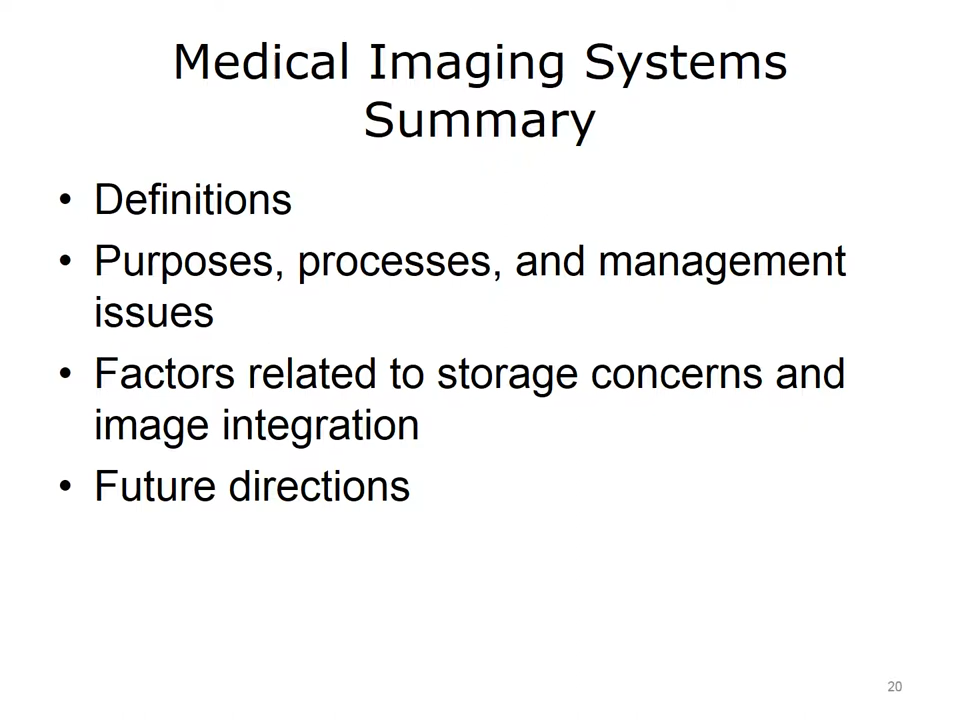 Medical Imaging Systems
Summary
• Definitions
• Purposes, processes, and management
issues
• Factors related to storage concerns and
image integration
• Future directions
20